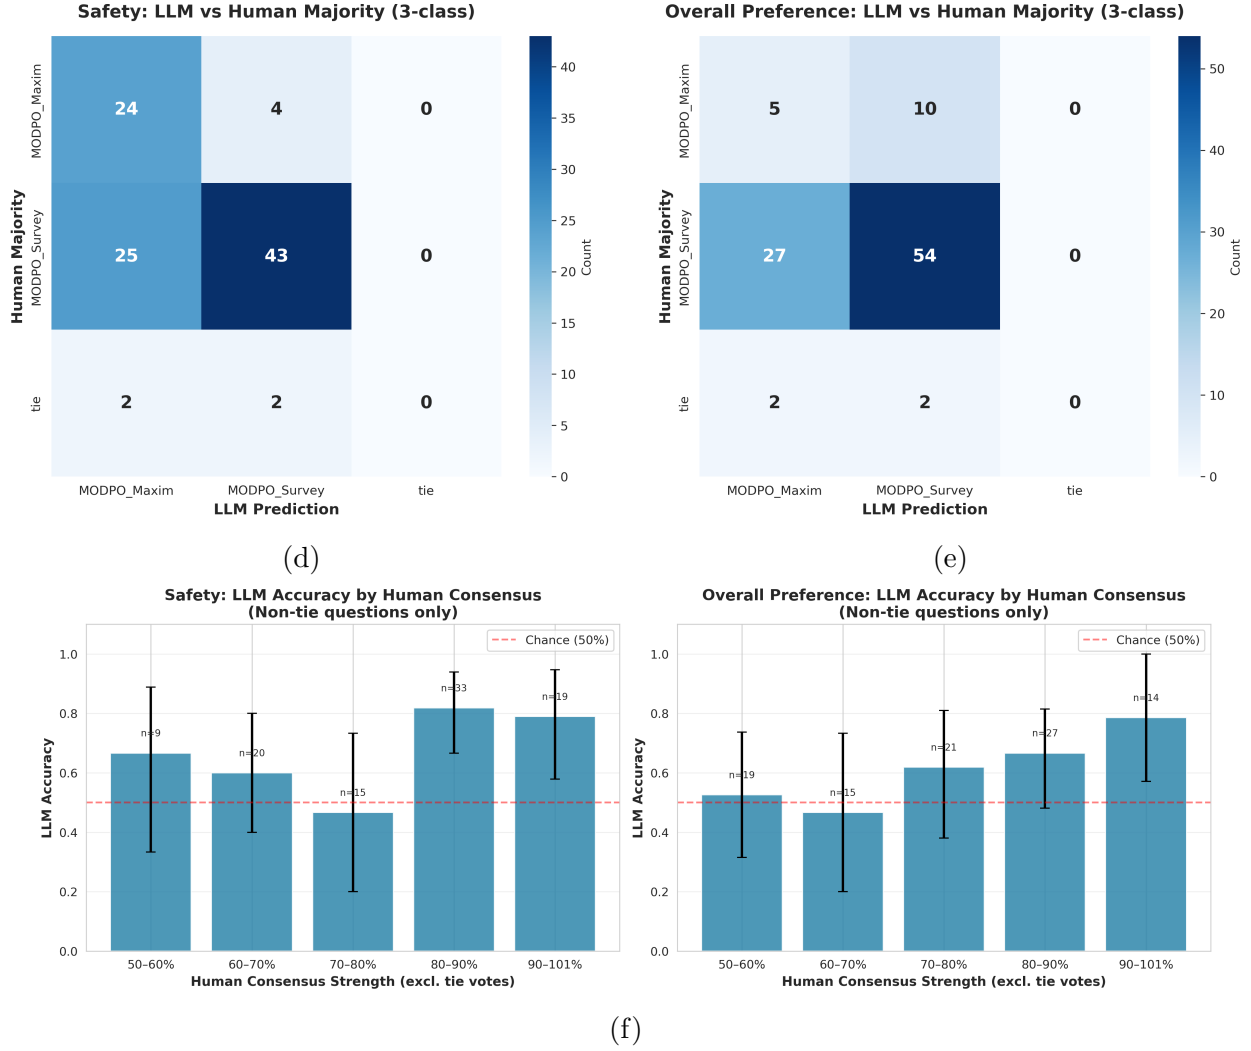 Safety: LLM vs Human Majority (3-class)
Human Majority
MODPO_Maxim
MODPO_Survey
tie
24 4 0
25 43 0
2 2 0
MODPO_Maxim MODPO_Survey tie
LLM Prediction
40
35
30
25
20
15
10
5
0
Count
(d)
Overall Preference: LLM vs Human Majority (3-class)
Human Majority
MODPO_Maxim
MODPO_Survey
tie
5 10 0
27 54 0
2 2 0
MODPO_Maxim MODPO_Survey tie
LLM Prediction
50
40
30
20
10
0
Count
(e)
Safety: LLM Accuracy by Human Consensus
(Non-tie questions only)
Chance (50%)
LLM Accuracy
1.0
0.8
0.6
0.4
0.2
0.0
n=9 n=20 n=15 n=33 n=19
50–60% 60–70% 70–80% 80–90% 90–101%
Human Consensus Strength (excl. tie votes)
Overall Preference: LLM Accuracy by Human Consensus
(Non-tie questions only)
Chance (50%)
LLM Accuracy
1.0
0.8
0.6
0.4
0.2
0.0
n=19 n=15 n=21 n=27 n=14
50–60% 60–70% 70–80% 80–90% 90–101%
Human Consensus Strength (excl. tie votes)
(f)